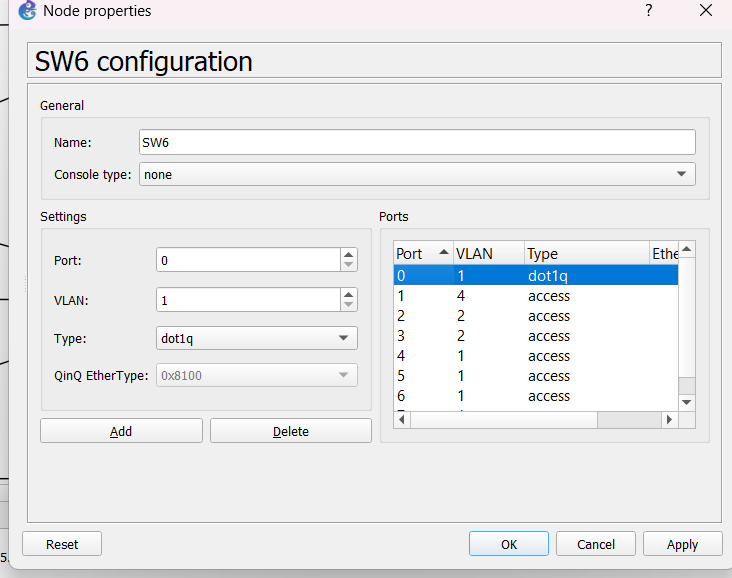 Node properties
?
SW6 configuration
General
Name: SW6
Console type: none
Settings
Port: 0
VLAN: 1
Type: dot1q
QinQ EtherType: 0x8100
Add Delete
Ports
Port VLAN Type Ethe
0 1 dot1q
1 4 access
2 2 access
3 2 access
4 1 access
5 1 access
6 1 access
Reset OK Cancel Apply
5.